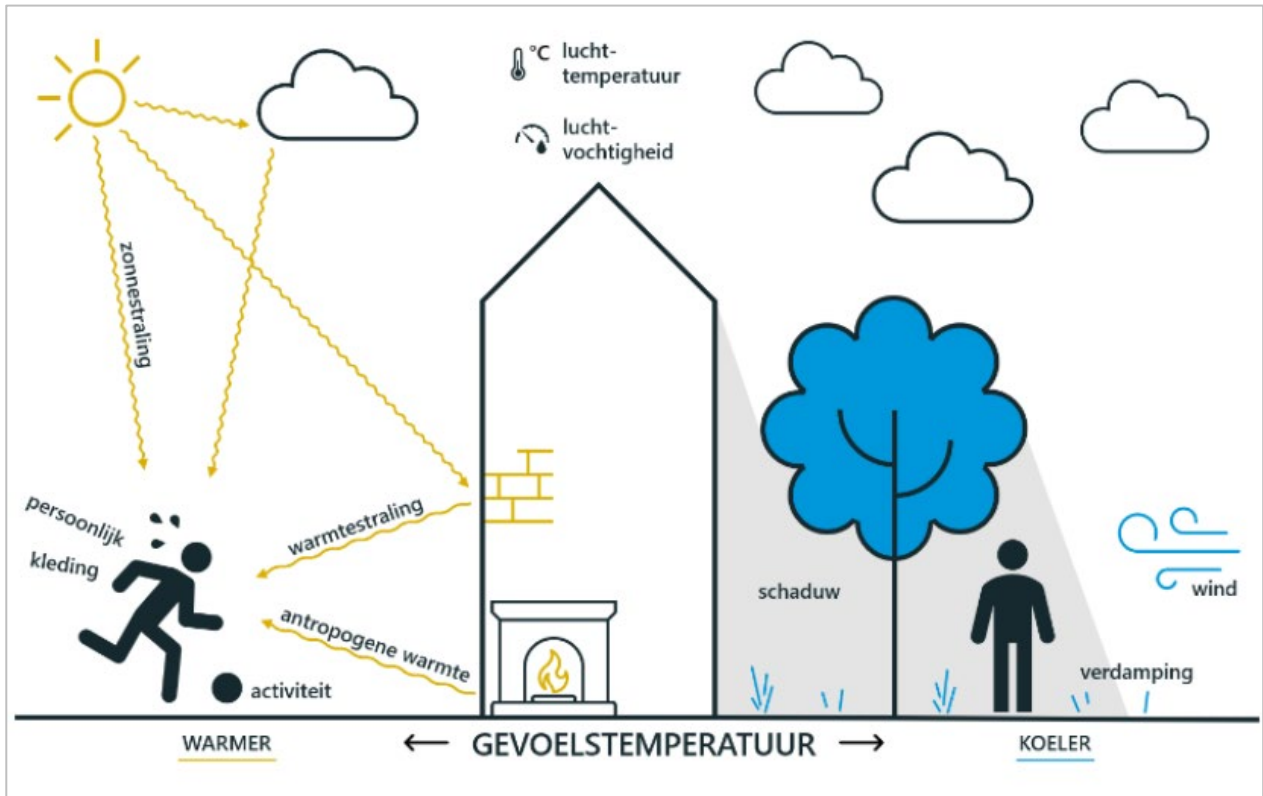 °C lucht-
temperatuur
lucht-
vochtigheid
zonnestraling
persoonlijk
kleding
warmtestraling
antropogene warmte
activiteit
schaduw
wind
verdamping
WARMER
← GEVOELSTEMPERATUUR →
KOELER